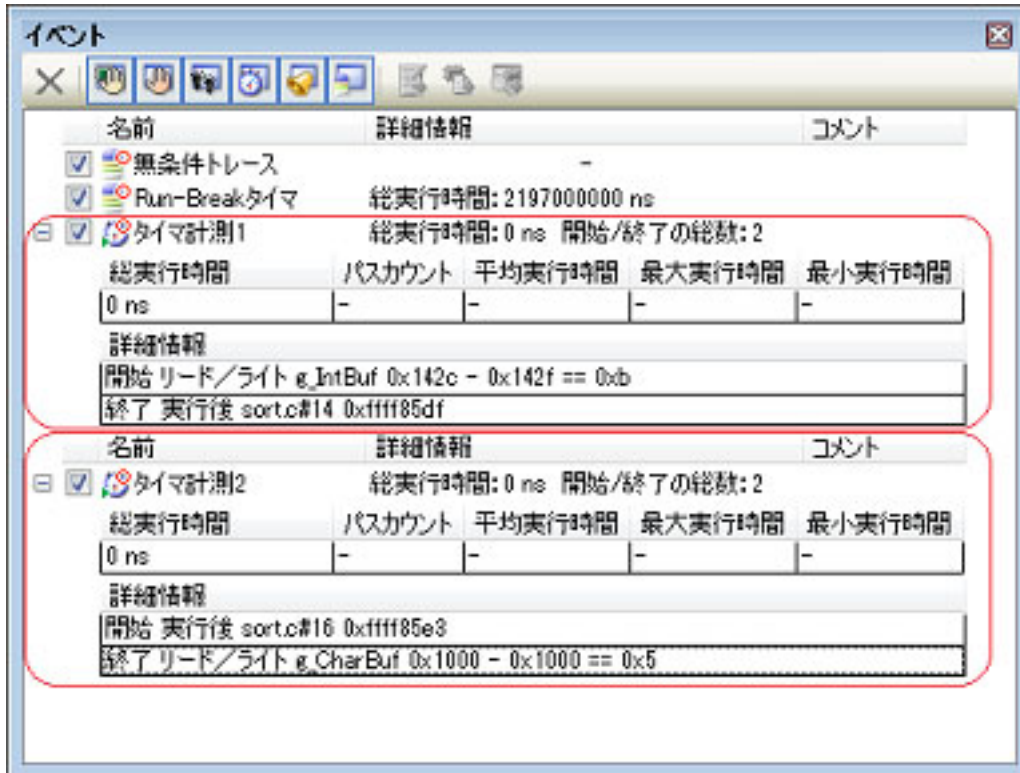 イベント
名前 詳細情報 コメント
無条件トレース -
Run-Breakタイマ 総実行時間: 2197000000 ns
タイマ計測1 総実行時間: 0 ns 開始/終了の総数: 2
総実行時間 パスカウント 平均実行時間 最大実行時間 最小実行時間
0 ns - - - -
詳細情報
開始 リード/ライト g_IntBuf 0x142c - 0x142f == 0xb
終了 実行後 sort.c#14 0xffff85df
名前 詳細情報 コメント
タイマ計測2 総実行時間: 0 ns 開始/終了の総数: 2
総実行時間 パスカウント 平均実行時間 最大実行時間 最小実行時間
0 ns - - - -
詳細情報
開始 実行後 sort.c#16 0xffff85e3
終了 リード/ライト g_CharBuf 0x1000 - 0x1000 == 0x5